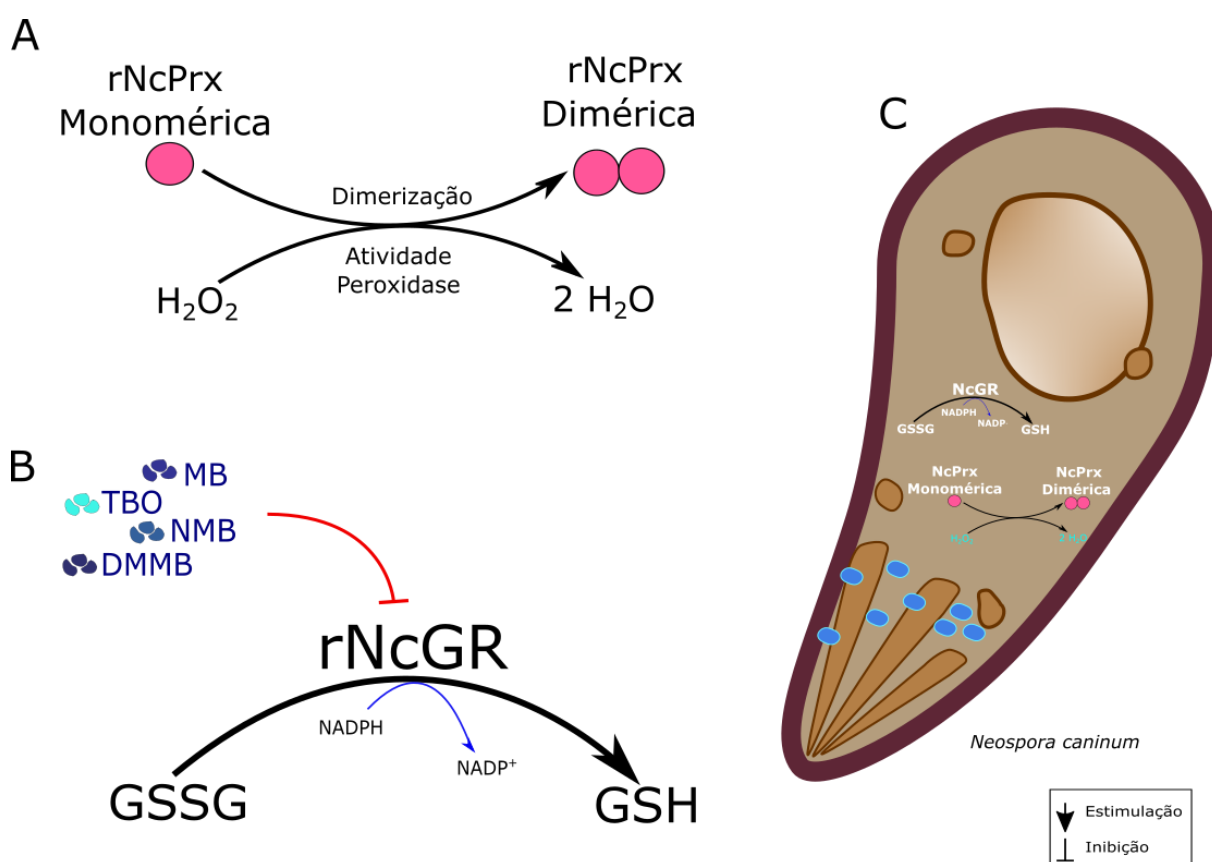 A
rNcPrx
Monomérica
rNcPrx
Dimérica
Dimerização
Atividade
Peroxidase
H₂O₂
2 H₂O
B
MB
TBO
NMB
DMMB
rNcGR
NADPH
NADP⁺
GSSG
GSH
C
NcGR
NADPH
NADP
GSSG
GSH
NcPrx
Monomérica
NcPrx
Dimérica
H₂O₂
2 H₂O
Neospora caninum
Estimulação
Inibição